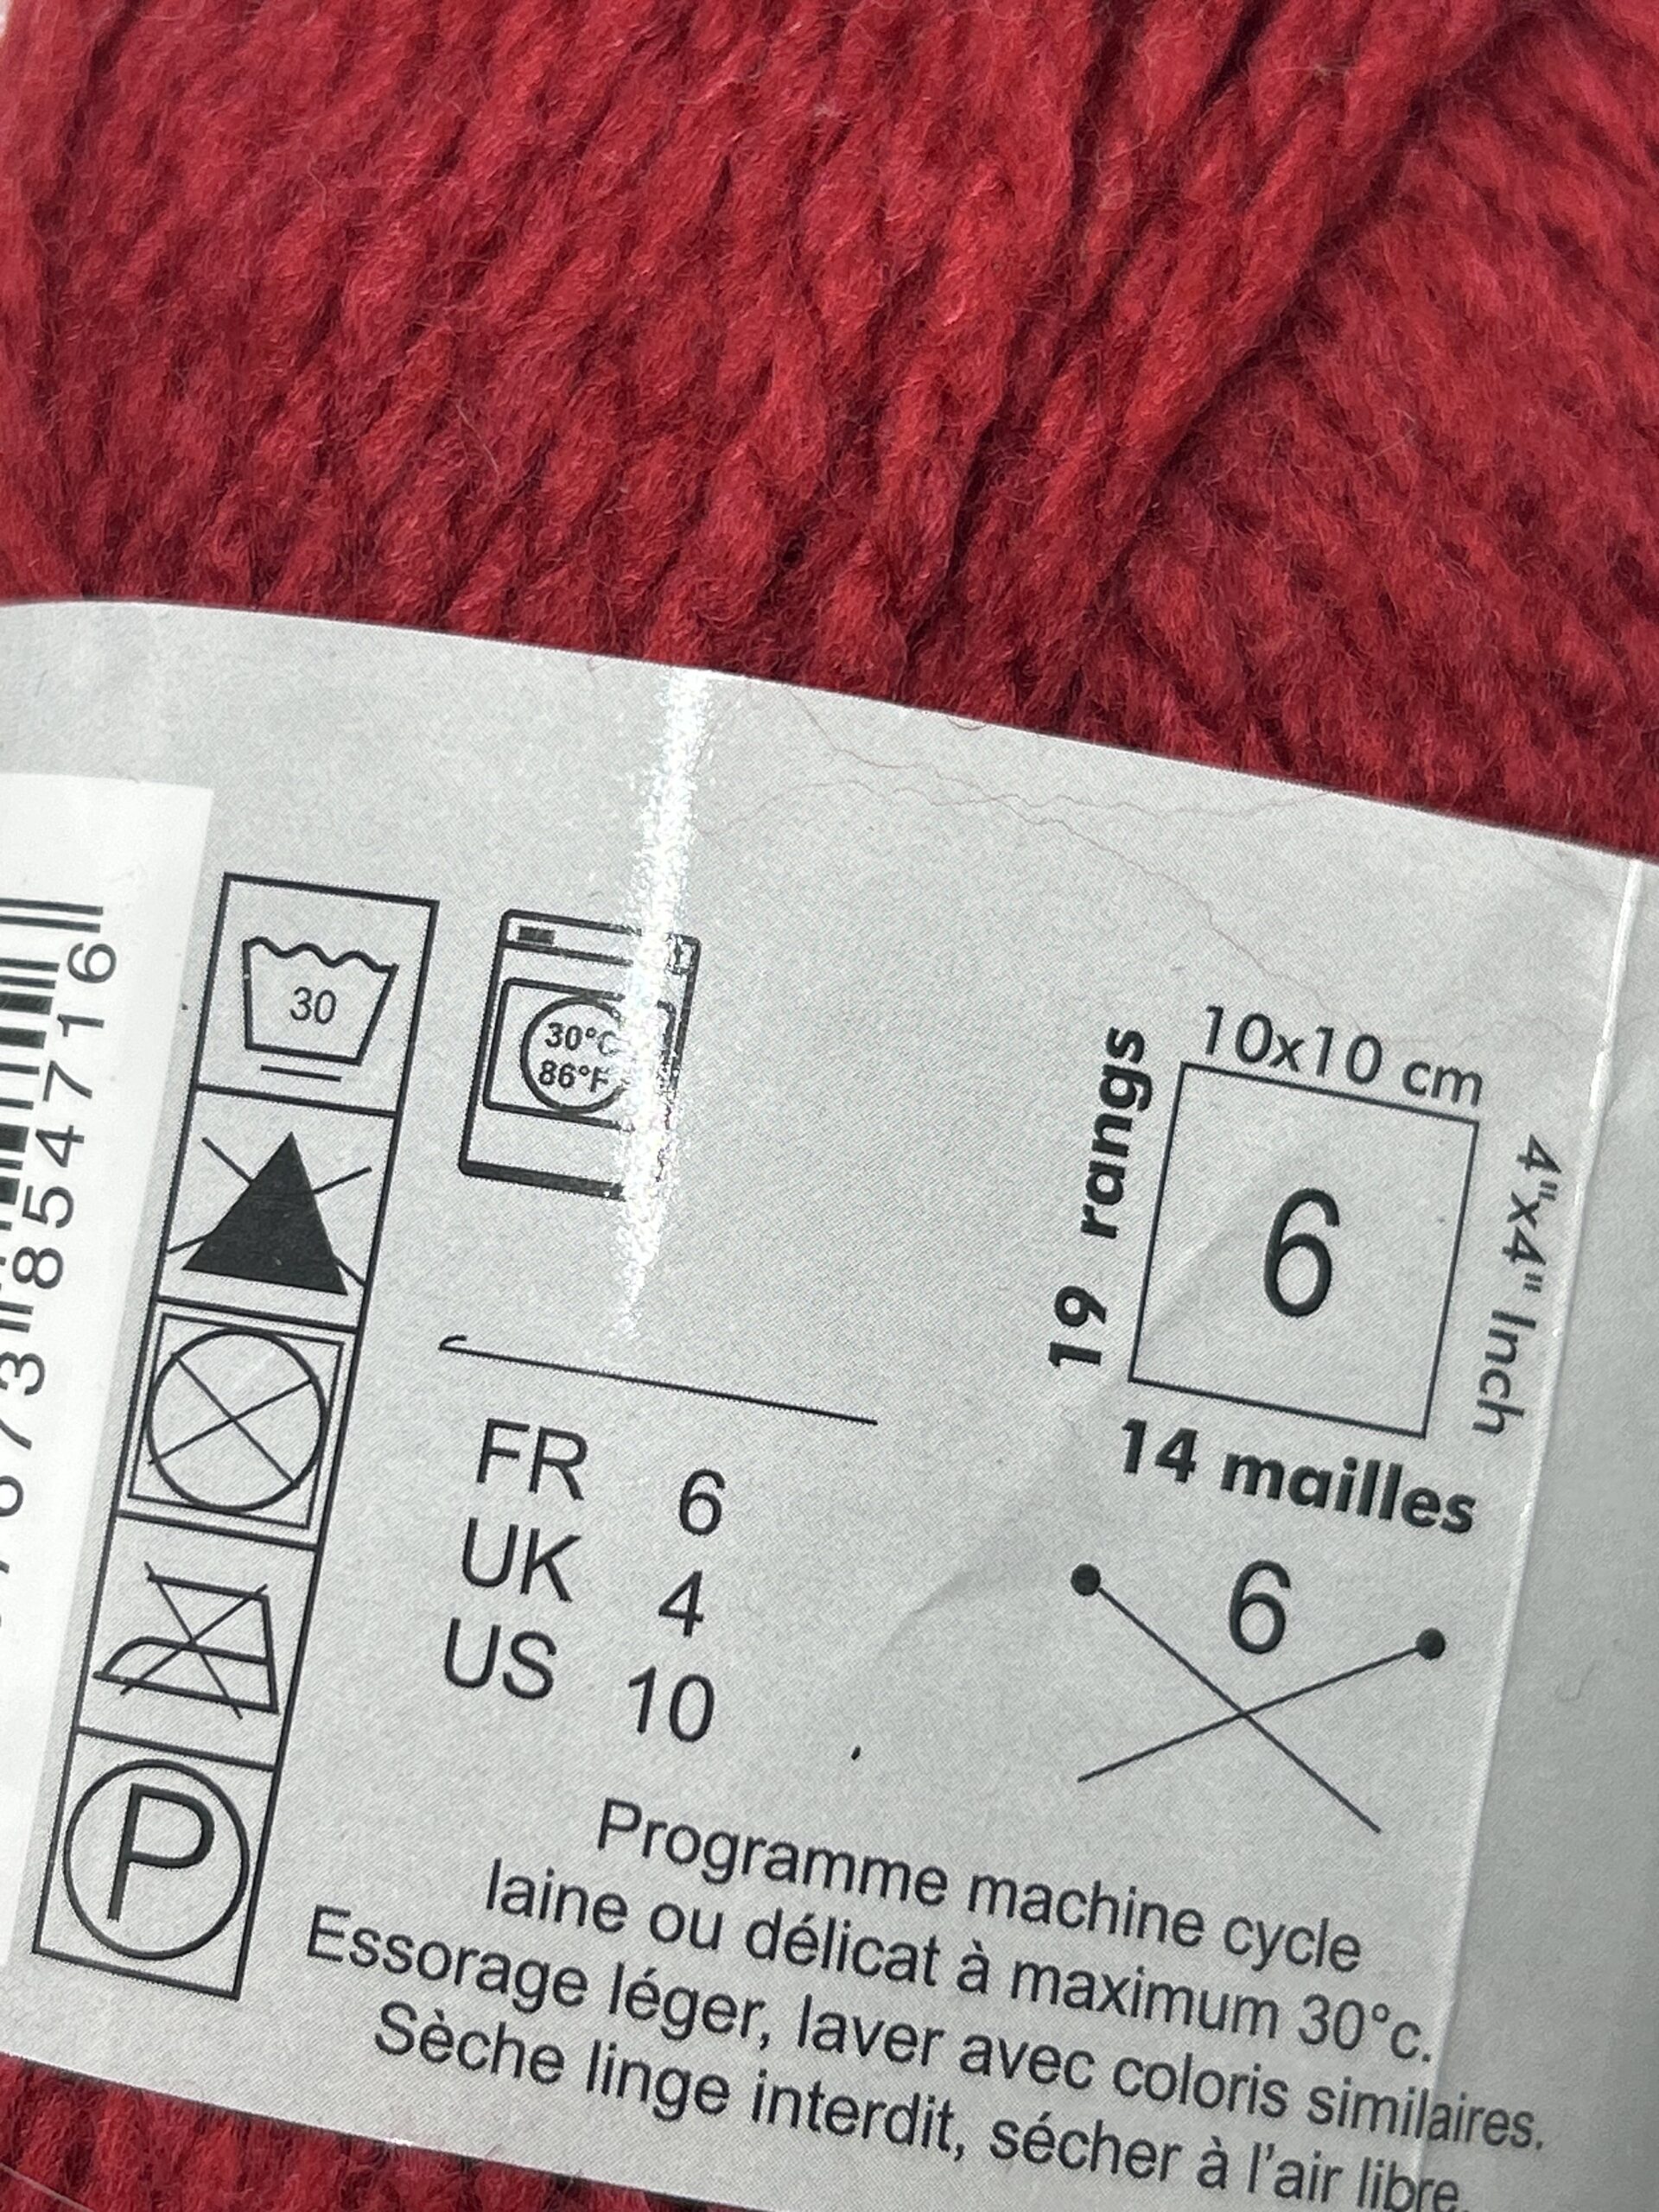 30
30°C
86°F
10x10 cm
19 rangs
6
4"x4" Inch
14 mailles
6
FR 6
UK 4
US 10
P
Programme machine cycle
laine ou délicat à maximum 30°c.
Essorage léger, laver avec coloris similaires.
Sèche linge interdit, sécher à l'air libre.